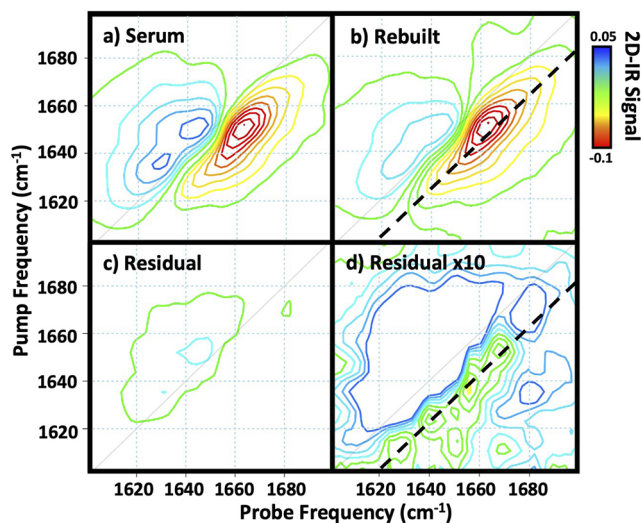 a) Serum
b) Rebuilt
1680
1660
1640
1620
0.05
-0.1
2D-IR Signal
c) Residual
d) Residual x10
1680
1660
1640
1620
Pump Frequency (cm-1)
1620 1640 1660 1680 1620 1640 1660 1680
Probe Frequency (cm-1)